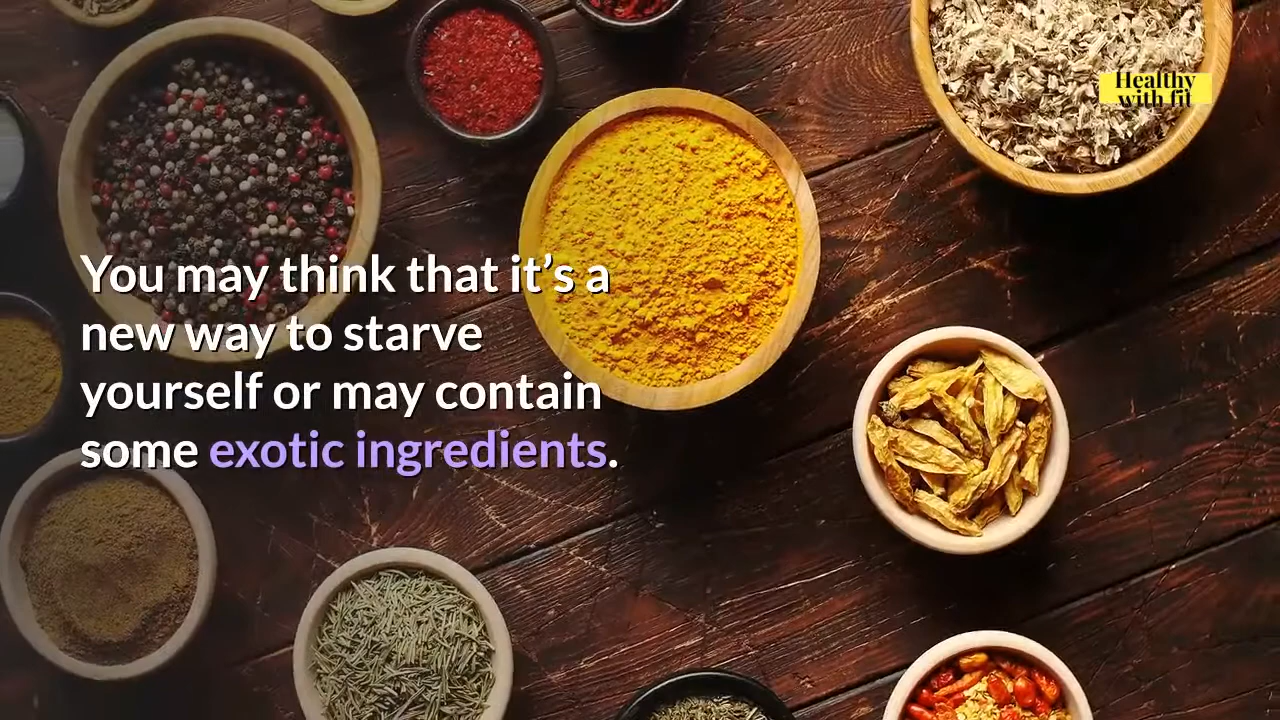 Healthy
with fit
You may think that it’s a
new way to starve
yourself or may contain
some exotic ingredients.